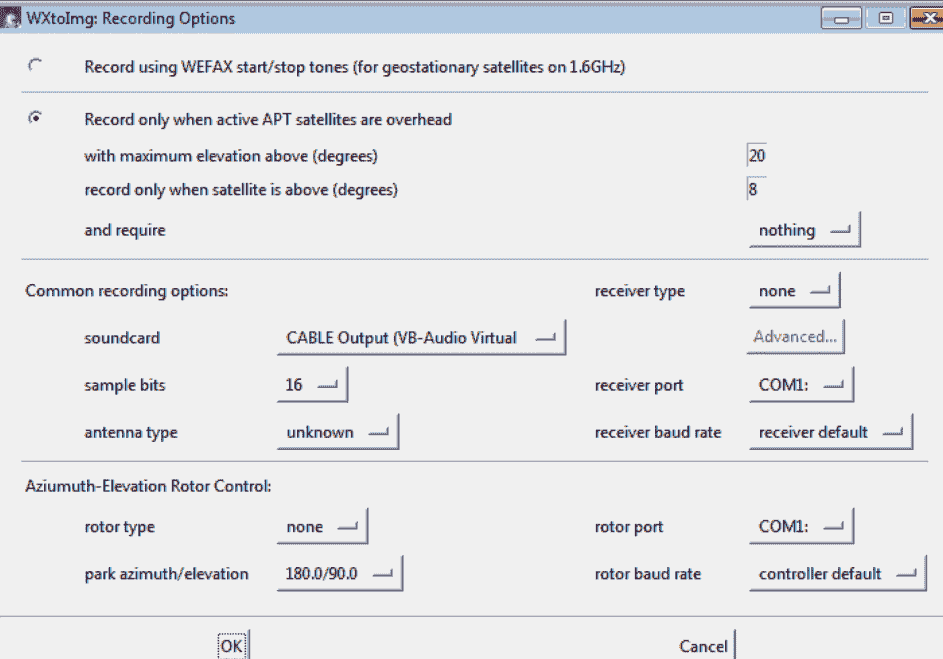 WXtoImg: Recording Options
Record using WEFAX start/stop tones (for geostationary satellites on 1.6GHz)
Record only when active APT satellites are overhead
with maximum elevation above (degrees) 20
record only when satellite is above (degrees) 8
and require nothing
Common recording options: receiver type none
soundcard CABLE Output (VB-Audio Virtual Advanced...
sample bits 16 receiver port COM1:
antenna type unknown receiver baud rate receiver default
Aziumuth-Elevation Rotor Control:
rotor type none rotor port COM1:
park azimuth/elevation 180.0/90.0 rotor baud rate controller default
OK Cancel